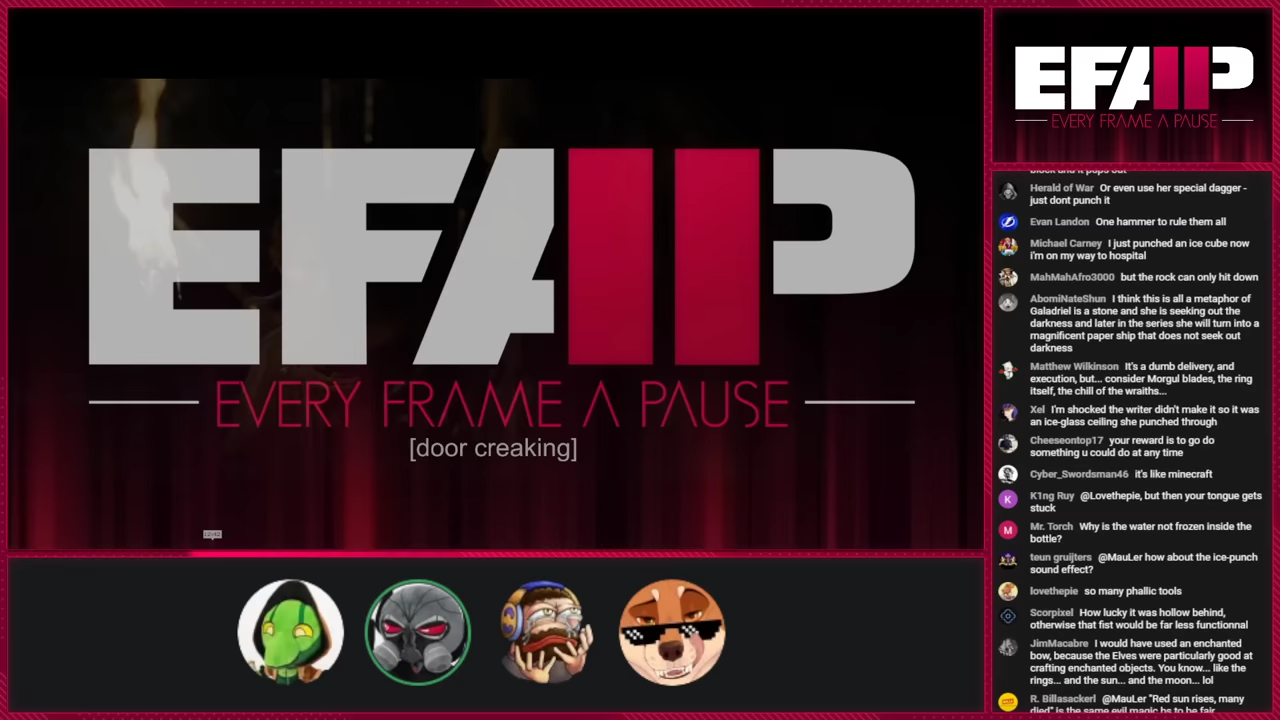 EFAP
EVERY FRAME A PAUSE
[door creaking]
EFAP
EVERY FRAME A PAUSE
block and it pops out
Herald of War Or even use her special dagger -
just dont punch it
Evan Landon One hammer to rule them all
Michael Carney I just punched an ice cube now
i'm on my way to hospital
MahMahAfro3000 but the rock can only hit down
AbomiNateShun I think this is all a metaphor of
Galadriel is a stone and she is seeking out the
darkness and later in the series she will turn into a
magnificent paper ship that does not seek out
darkness
Matthew Wilkinson It's a dumb delivery, and
execution, but... consider Morgul blades, the ring
itself, the chill of the wraiths...
Xel I'm shocked the writer didn't make it so it was
an ice-glass ceiling she punched through
Cheeseontop17 your reward is to go do
something u could do at any time
Cyber_Swordsman46 it's like minecraft
K
K1ng Ruy @Lovethepie, but then your tongue gets
stuck
M
Mr. Torch Why is the water not frozen inside the
bottle?
teun gruijters @MauLer how about the ice-punch
sound effect?
lovethepie so many phallic tools
Scorpixel How lucky it was hollow behind,
otherwise that fist would be far less functionnal
JimMacabre I would have used an enchanted
bow, because the Elves were particularly good at
crafting enchanted objects. You know... like the
rings... and the sun... and the moon... lol
R. Billasackerl @MauLer "Red sun rises, many
died" is the same evil magic bs to be fair